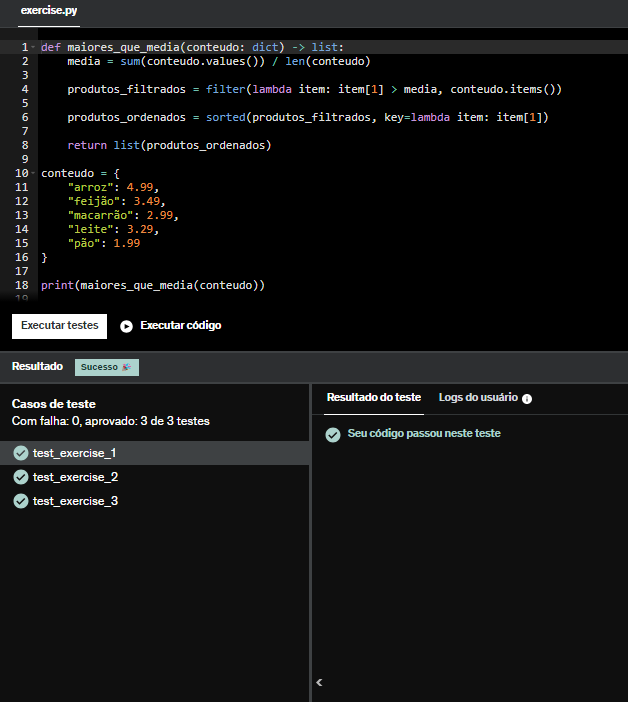 exercise.py
1 def maiores_que_media(conteudo: dict) -> list:
2 media = sum(conteudo.values()) / len(conteudo)
3
4 produtos_filtrados = filter(lambda item: item[1] > media, conteudo.items())
5
6 produtos_ordenados = sorted(produtos_filtrados, key=lambda item: item[1])
7
8 return list(produtos_ordenados)
9
10 conteudo = {
11 "arroz": 4.99,
12 "feijão": 3.49,
13 "macarrão": 2.99,
14 "leite": 3.29,
15 "pão": 1.99
16 }
17
18 print(maiores_que_media(conteudo))
19
Executar testes Executar código
Resultado Sucesso 🎉
Casos de teste
Com falha: 0, aprovado: 3 de 3 testes
test_exercise_1
test_exercise_2
test_exercise_3
Resultado do teste Logs do usuário
Seu código passou neste teste